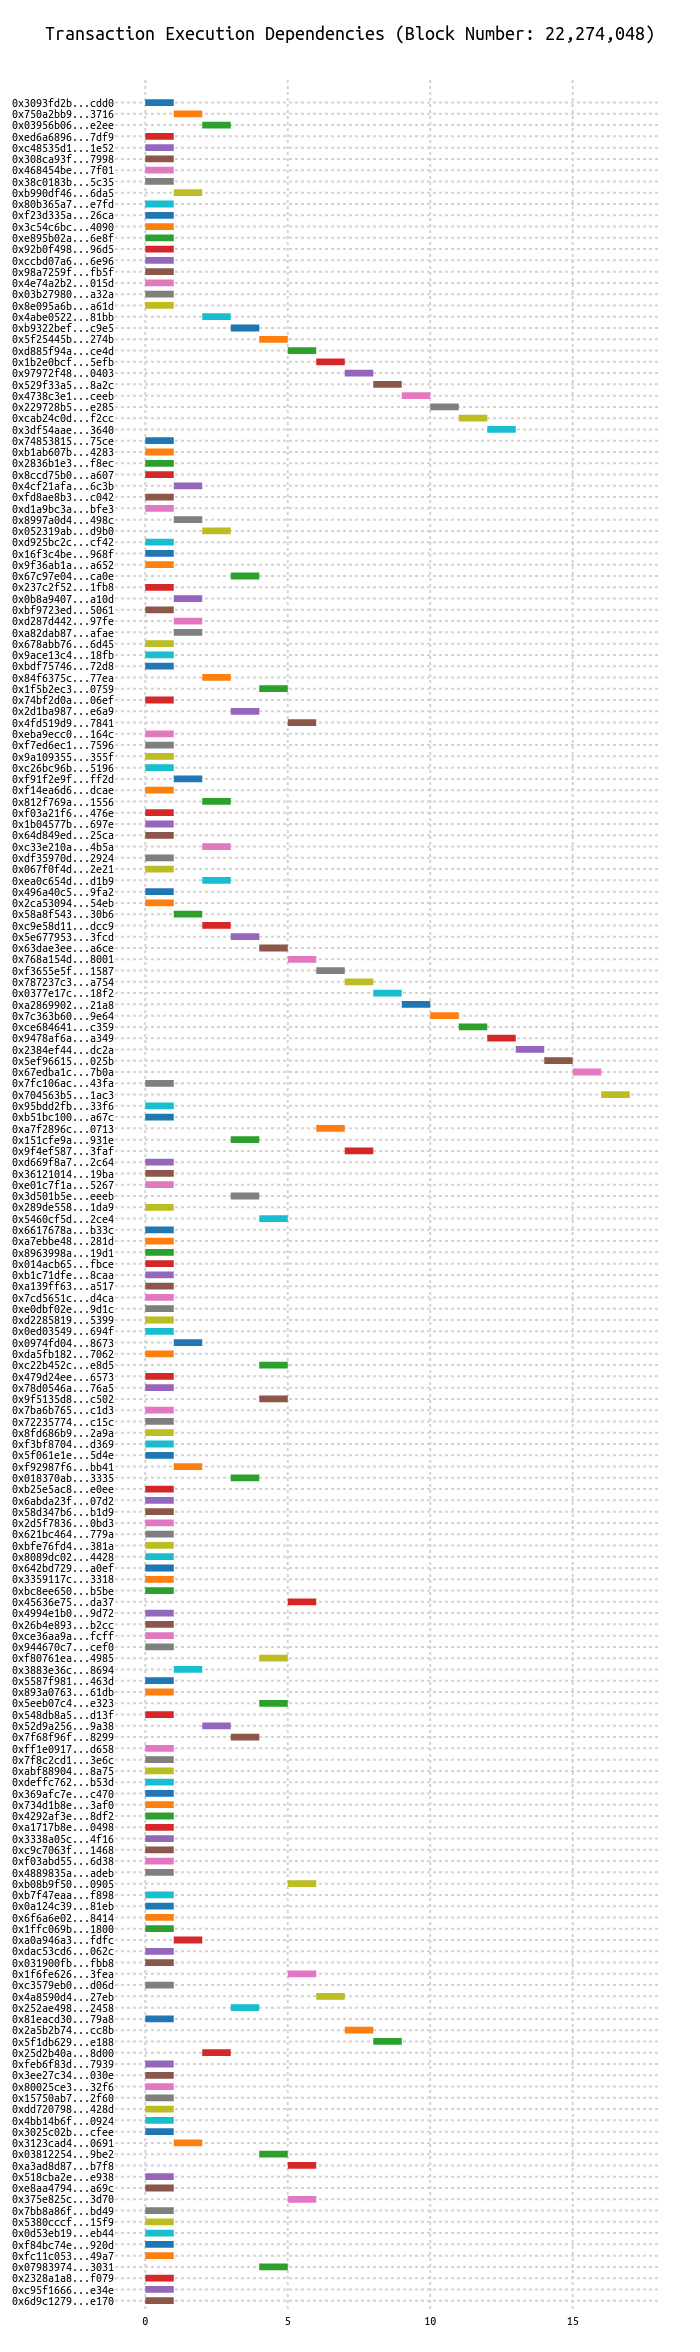 Transaction Execution Dependencies (Block Number: 22,274,048)
0x3093fd2b...cdd0
0x750a2bb9...3716
0x03956b06...e2ee
0xed6a6896...7df9
0xc48535d1...1e52
0x308ca93f...7998
0x468454be...7f01
0x38c0183b...5c35
0xb990df46...6da5
0x80b365a7...e7fd
0xf23d335a...26ca
0x3c54c6bc...4090
0xe895b02a...6e8f
0x92b0f498...96d5
0xccbd07a6...6e96
0x98a7259f...fb5f
0x4e74a2b2...015d
0x03b27980...a32a
0x8e095a6b...a61d
0x4abe0522...81bb
0xb9322bef...c9e5
0x5f25445b...274b
0xd885f94a...ce4d
0x1b2e0bcf...5efb
0x97972f48...0403
0x529f33a5...8a2c
0x4738c3e1...ceeb
0x229728b5...e285
0xcab24c0d...f2cc
0x3df54aae...3640
0x74853815...75ce
0xb1ab607b...4283
0x2836b1e3...f8ec
0x8ccd75b0...a607
0x4cf21afa...6c3b
0xfd8ae8b3...c042
0xd1a9bc3a...bfe3
0x8997a0d4...498c
0x052319ab...d9b0
0xd925bc2c...cf42
0x16f3c4be...968f
0x9f36ab1a...a652
0x67c97e04...ca0e
0x237c2f52...1fb8
0x0b8a9407...a10d
0xbf9723ed...5061
0xd287d442...97fe
0xa82dab87...afae
0x678abb76...6d45
0x9ace13c4...18fb
0xbdf75746...72d8
0x84f6375c...77ea
0x1f5b2ec3...0759
0x74bf2d0a...06ef
0x2d1ba987...e6a9
0x4fd519d9...7841
0xeba9ecc0...164c
0xf7ed6ec1...7596
0x9a109355...355f
0xc26bc96b...5196
0xf91f2e9f...ff2d
0xf14ea6d6...dcae
0x812f769a...1556
0xf03a21f6...476e
0x1b04577b...697e
0x64d849ed...25ca
0xc33e210a...4b5a
0xdf35970d...2924
0x067f0f4d...2e21
0xea0c654d...d1b9
0x496a40c5...9fa2
0x2ca53094...54eb
0x58a8f543...30b6
0xc9e58d11...dcc9
0x5e677953...3fcd
0x63dae3ee...a6ce
0x768a154d...8001
0xf3655e5f...1587
0x787237c3...a754
0x0377e17c...18f2
0xa2869902...21a8
0x7c363b60...9e64
0xce684641...c359
0x9478af6a...a349
0x2384ef44...dc2a
0x5ef96615...025b
0x67edba1c...7b0a
0x7fc106ac...43fa
0x704563b5...1ac3
0x95bdd2fb...33f6
0xb51bc100...a67c
0xa7f2896c...0713
0x151cfe9a...931e
0x9f4ef587...3faf
0xd669f8a7...2c64
0x36121014...19ba
0xe01c7f1a...5267
0x3d501b5e...eeeb
0x289de558...1da9
0x5460cf5d...2ce4
0x6617678a...b33c
0xa7ebbe48...281d
0x8963998a...19d1
0x014acb65...fbce
0xb1c71dfe...8caa
0xa139ff63...a517
0x7cd5651c...d4ca
0xe0dbf02e...9d1c
0xd2285819...5399
0x0ed03549...694f
0x0974fd04...8673
0xda5fb182...7062
0xc22b452c...e8d5
0x479d24ee...6573
0x78d0546a...76a5
0x9f5135d8...c502
0x7ba6b765...c1d3
0x72235774...c15c
0x8fd686b9...2a9a
0xf3bf8704...d369
0x5f061e1e...5d4e
0xf92987f6...bb41
0x018370ab...3335
0xb25e5ac8...e0ee
0x6abda23f...07d2
0x58d347b6...b1d9
0x2d5f7836...0bd3
0x621bc464...779a
0xbfe76fd4...381a
0x8089dc02...4428
0x642bd729...a0ef
0x3359117c...3318
0xbc8ee650...b5be
0x45636e75...da37
0x4994e1b0...9d72
0x26b4e893...b2cc
0xce36aa9a...fcff
0x944670c7...cef0
0xf80761ea...4985
0x3883e36c...8694
0x5587f981...463d
0x893a0763...61db
0x5eeb07c4...e323
0x548db8a5...d13f
0x52d9a256...9a38
0x7f68f96f...8299
0xff1e0917...d658
0x7f8c2cd1...3e6c
0xabf88904...8a75
0xdeffc762...b53d
0x369afc7e...c470
0x734d1b8e...3af0
0x4292af3e...8df2
0xa1717b8e...0498
0x3338a05c...4f16
0xc9c7063f...1468
0xf03abd55...6d38
0x4889835a...adeb
0xb08b9f50...0905
0xb7f47eaa...f898
0x0a124c39...81eb
0x6f6a6e02...8414
0x1ffc069b...1800
0xa0a946a3...fdfc
0xdac53cd6...062c
0x031900fb...fbb8
0x1f6fe626...3fea
0xc3579eb0...d06d
0x4a8590d4...27eb
0x252ae498...2458
0x81eacd30...79a8
0x2a5b2b74...cc8b
0x5f1db629...e188
0x25d2b40a...8d00
0xfeb6f83d...7939
0x3ee27c34...030e
0x80025ce3...32f6
0x15750ab7...2f60
0xdd720798...428d
0x4bb14b6f...0924
0x3025c02b...cfee
0x3123cad4...0691
0x03812254...9be2
0xa3ad8d87...b7f8
0x518cba2e...e938
0xe8aa4794...a69c
0x375e825c...3d70
0x7bb8a86f...bd49
0x5380cccf...15f9
0x0d53eb19...eb44
0xf84bc74e...920d
0xfc11c053...49a7
0x07983974...3031
0x2328a1a8...f079
0xc95f1666...e34e
0x6d9c1279...e170
0 5 10 15